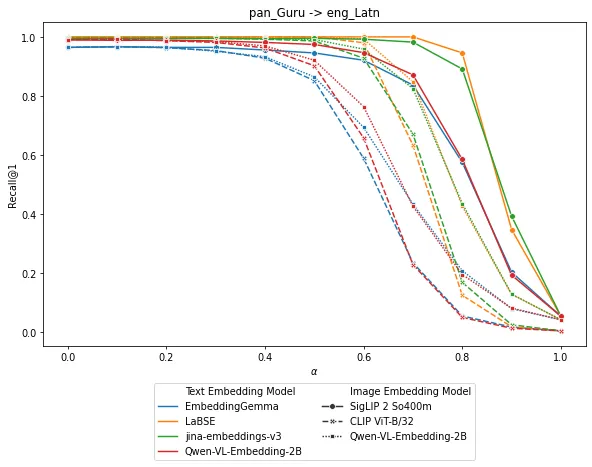 pan_Guru -> eng_Latn
Recall@1
1.0
0.8
0.6
0.4
0.2
0.0
0.0 0.2 0.4 0.6 0.8 1.0
α
Text Embedding Model
EmbeddingGemma
LaBSE
jina-embeddings-v3
Qwen-VL-Embedding-2B
Image Embedding Model
SigLIP 2 So400m
CLIP ViT-B/32
Qwen-VL-Embedding-2B